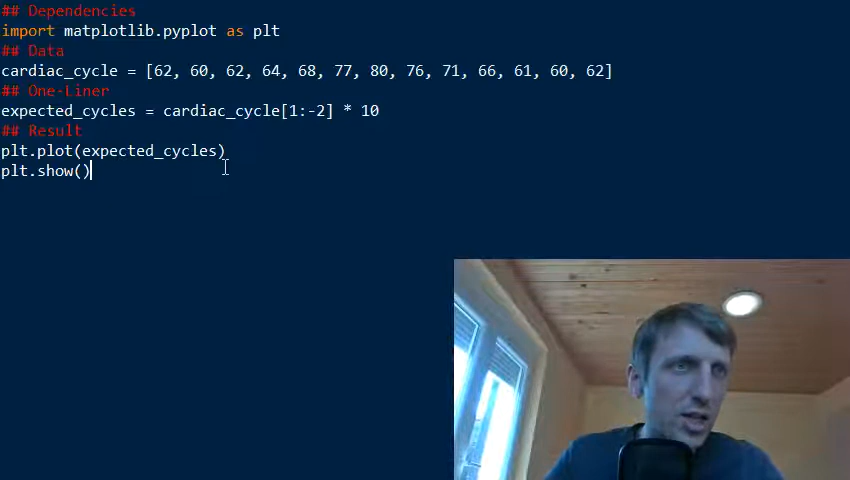 ## Dependencies
import matplotlib.pyplot as plt
## Data
cardiac_cycle = [62, 60, 62, 64, 68, 77, 80, 76, 71, 66, 61, 60, 62]
## One-Liner
expected_cycles = cardiac_cycle[1:-2] * 10
## Result
plt.plot(expected_cycles)
plt.show()